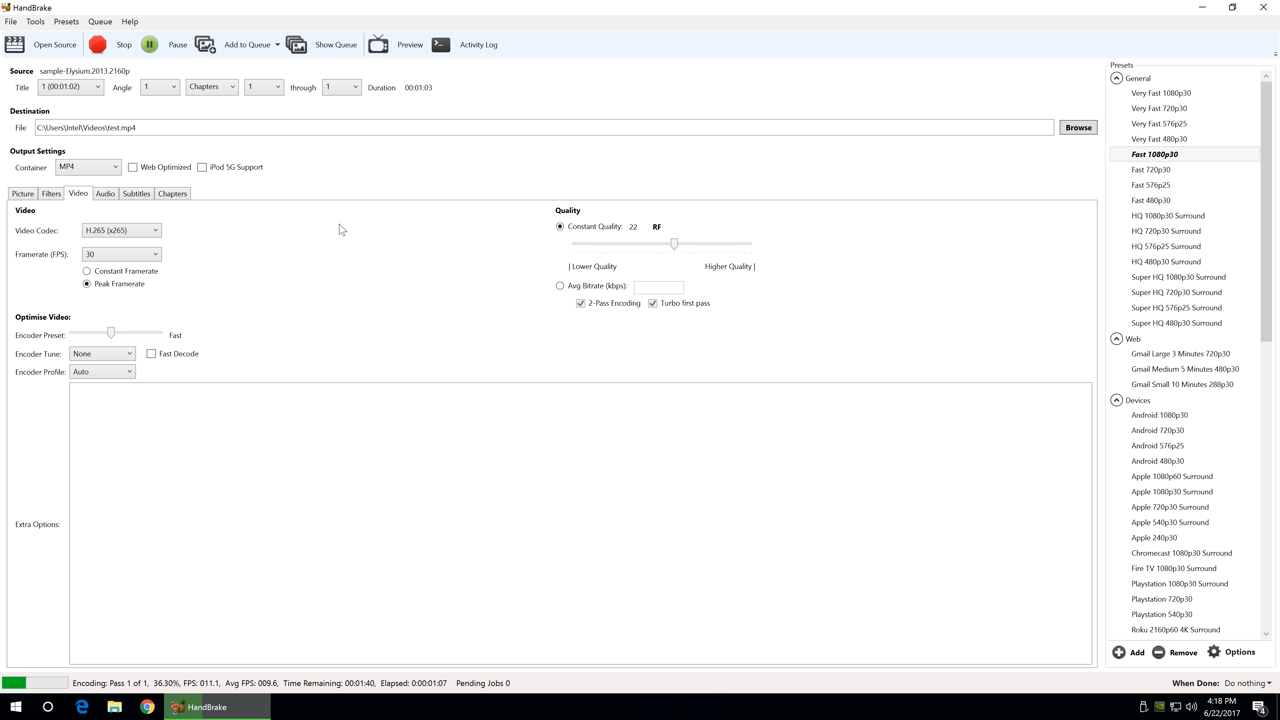 HandBrake
File Tools Presets Queue Help
Open Source Stop Pause Add to Queue Show Queue Preview Activity Log
Source sample-Elysium.2013.2160p
Title 1 (00:01:02) Angle 1 Chapters 1 through 1 Duration 00:01:03
Destination
File C:\Users\Intel\Videos\test.mp4 Browse
Output Settings
Container MP4 Web Optimized iPod 5G Support
Picture Filters Video Audio Subtitles Chapters
Video
Video Codec: H.265 (x265)
Framerate (FPS): 30
Constant Framerate
Peak Framerate
Quality
Constant Quality: 22 RF
| Lower Quality Higher Quality |
Avg Bitrate (kbps):
2-Pass Encoding Turbo first pass
Optimise Video:
Encoder Preset: Fast
Encoder Tune: None Fast Decode
Encoder Profile: Auto
Extra Options:
Presets
General
Very Fast 1080p30
Very Fast 720p30
Very Fast 576p25
Very Fast 480p30
Fast 1080p30
Fast 720p30
Fast 576p25
Fast 480p30
HQ 1080p30 Surround
HQ 720p30 Surround
HQ 576p25 Surround
HQ 480p30 Surround
Super HQ 1080p30 Surround
Super HQ 720p30 Surround
Super HQ 576p25 Surround
Super HQ 480p30 Surround
Web
Gmail Large 3 Minutes 720p30
Gmail Medium 5 Minutes 480p30
Gmail Small 10 Minutes 288p30
Devices
Android 1080p30
Android 720p30
Android 576p25
Android 480p30
Apple 1080p60 Surround
Apple 1080p30 Surround
Apple 720p30 Surround
Apple 540p30 Surround
Apple 240p30
Chromecast 1080p30 Surround
Fire TV 1080p30 Surround
Playstation 1080p30 Surround
Playstation 720p30
Playstation 540p30
Roku 2160p60 4K Surround
Add Remove Options
Encoding: Pass 1 of 1, 36.30%, FPS: 011.1, Avg FPS: 009.6, Time Remaining: 00:01:40, Elapsed: 0:00:01:07 Pending Jobs 0
When Done: Do nothing
HandBrake
4:18 PM
6/22/2017
4